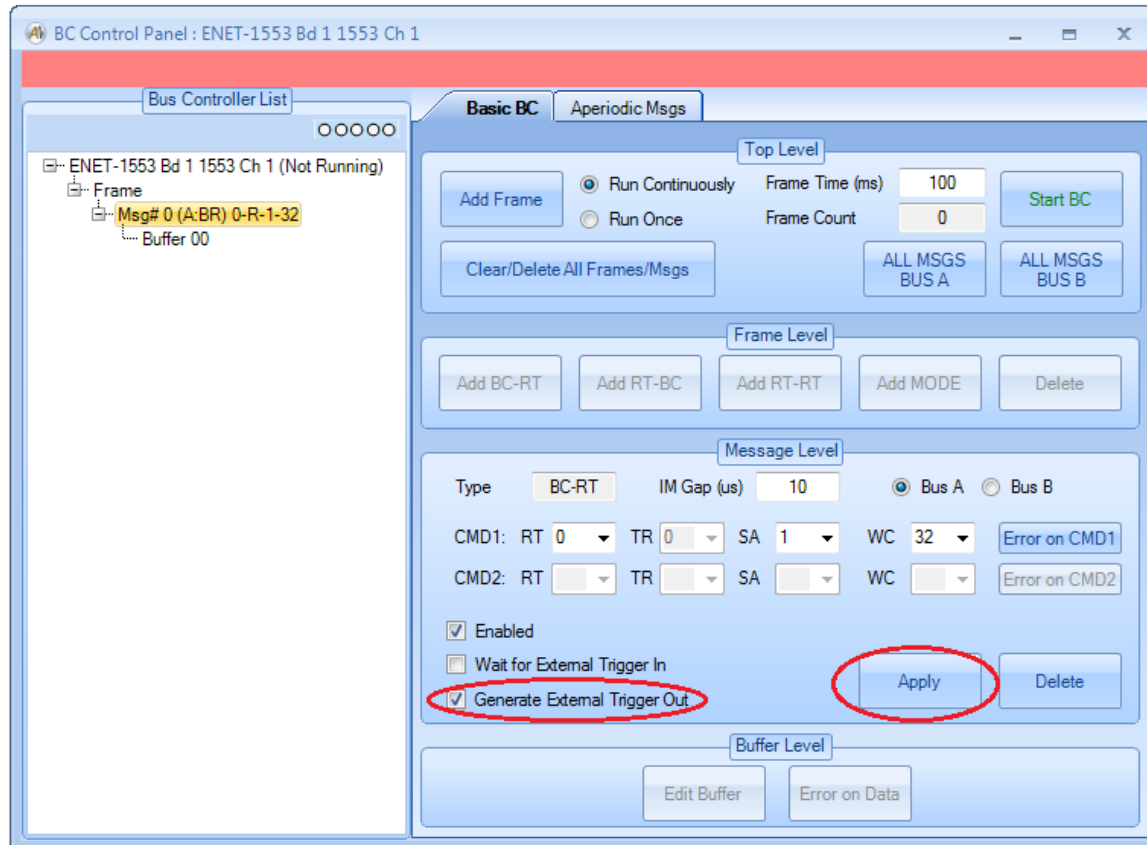 BC Control Panel : ENET-1553 Bd 1 1553 Ch 1
Bus Controller List
ENET-1553 Bd 1 1553 Ch 1 (Not Running)
Frame
Msg# 0 (A:BR) 0-R-1-32
Buffer 00
Basic BC Aperiodic Msgs
Top Level
Add Frame Run Continuously Frame Time (ms) 100 Start BC
Run Once Frame Count 0
Clear/Delete All Frames/Msgs ALL MSGS BUS A ALL MSGS BUS B
Frame Level
Add BC-RT Add RT-BC Add RT-RT Add MODE Delete
Message Level
Type BC-RT IM Gap (us) 10 Bus A Bus B
CMD1: RT 0 TR 0 SA 1 WC 32 Error on CMD1
CMD2: RT TR SA WC Error on CMD2
Enabled
Wait for External Trigger In
Generate External Trigger Out Apply Delete
Buffer Level
Edit Buffer Error on Data